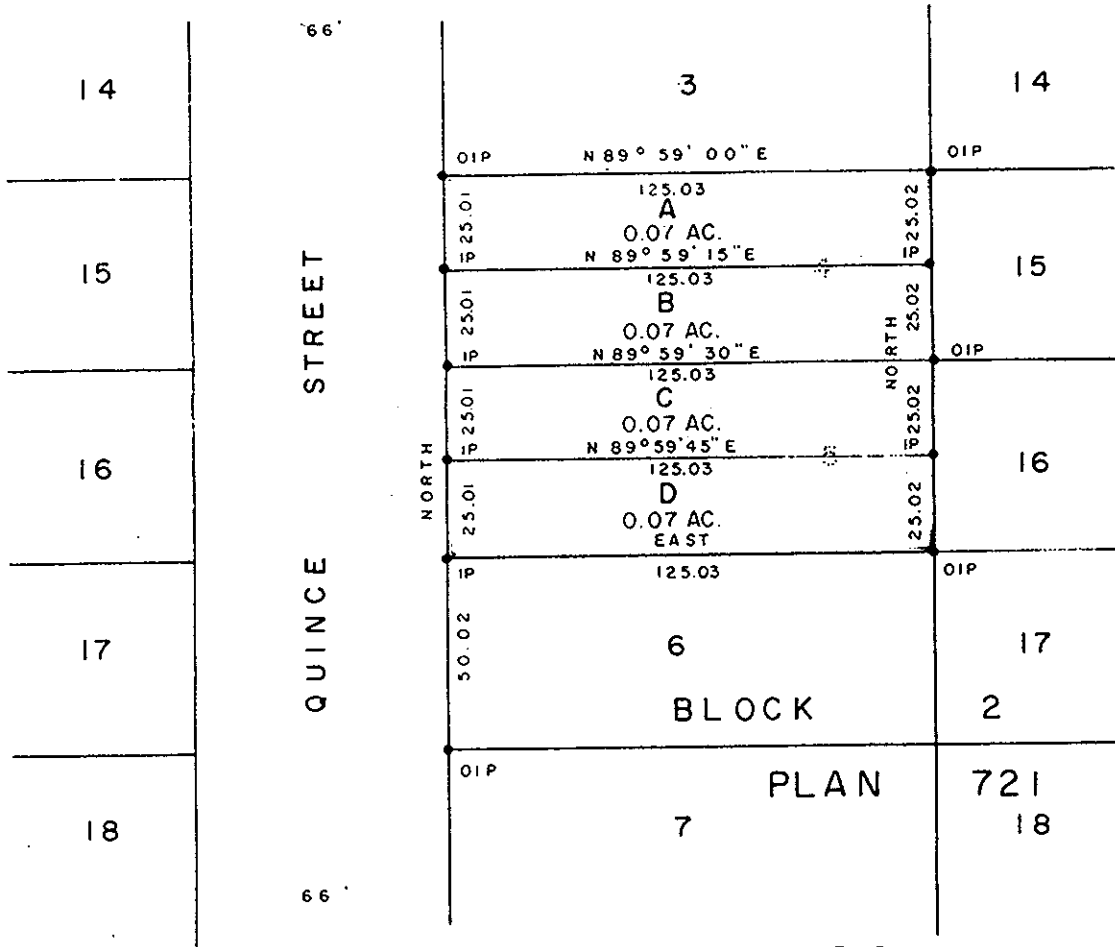 66'
14
3
14
OIP
N 89° 59' 00" E
OIP
125.03
25.01
A
25.02
0.07 AC.
IP
N 89° 59' 15" E
IP
125.03
15
STREET
15
25.01
B
25.02
0.07 AC.
NORTH
IP
N 89° 59' 30" E
OIP
125.03
25.01
C
25.02
0.07 AC.
IP
N 89° 59' 45" E
IP
125.03
16
NORTH
16
25.01
D
25.02
0.07 AC.
EAST
IP
125.03
OIP
QUINCE
17
50.02
6
17
BLOCK 2
OIP
PLAN 721
18
7
18
66'